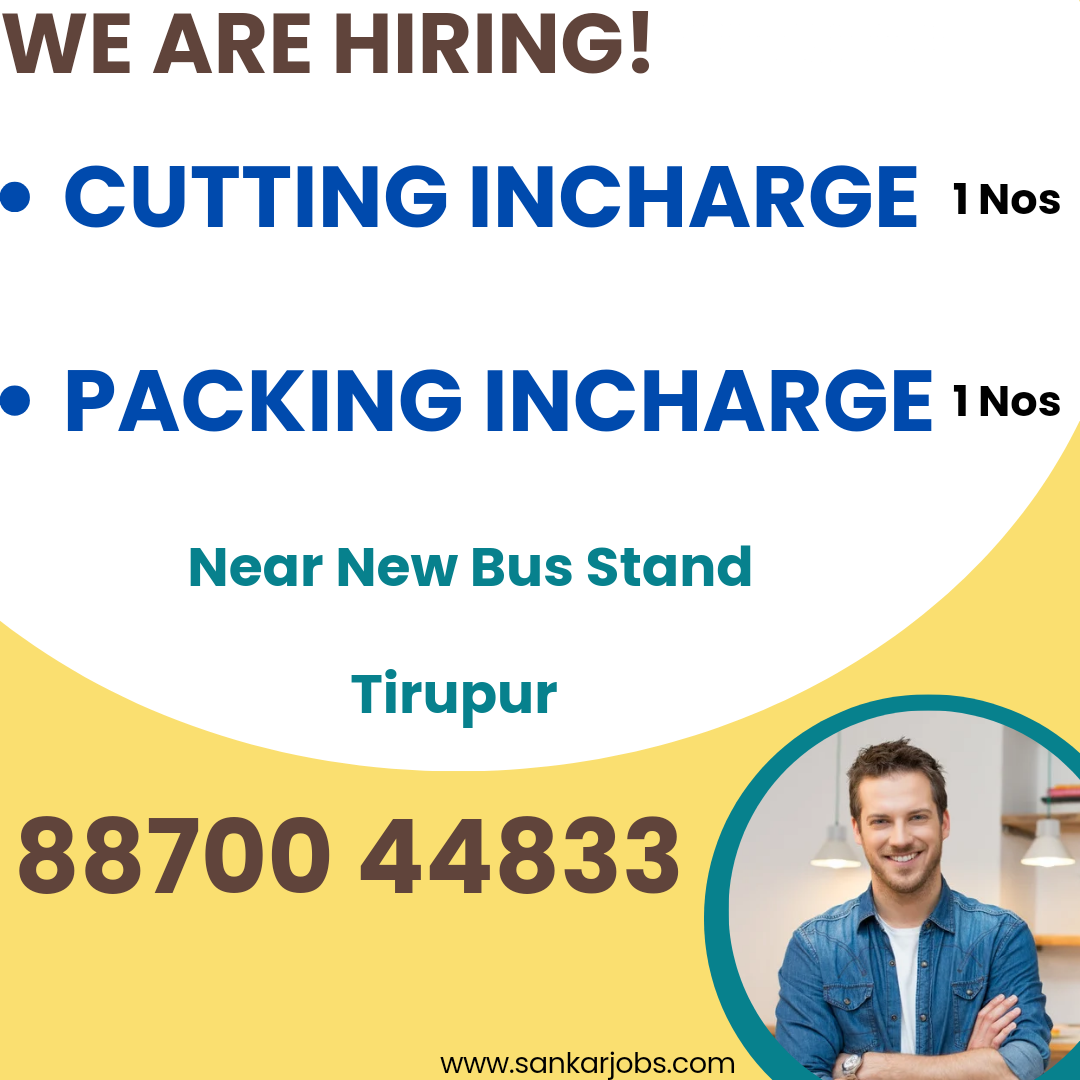 WE ARE HIRING!
• CUTTING INCHARGE 1 Nos
• PACKING INCHARGE 1 Nos
Near New Bus Stand
Tirupur
88700 44833
www.sankarjobs.com